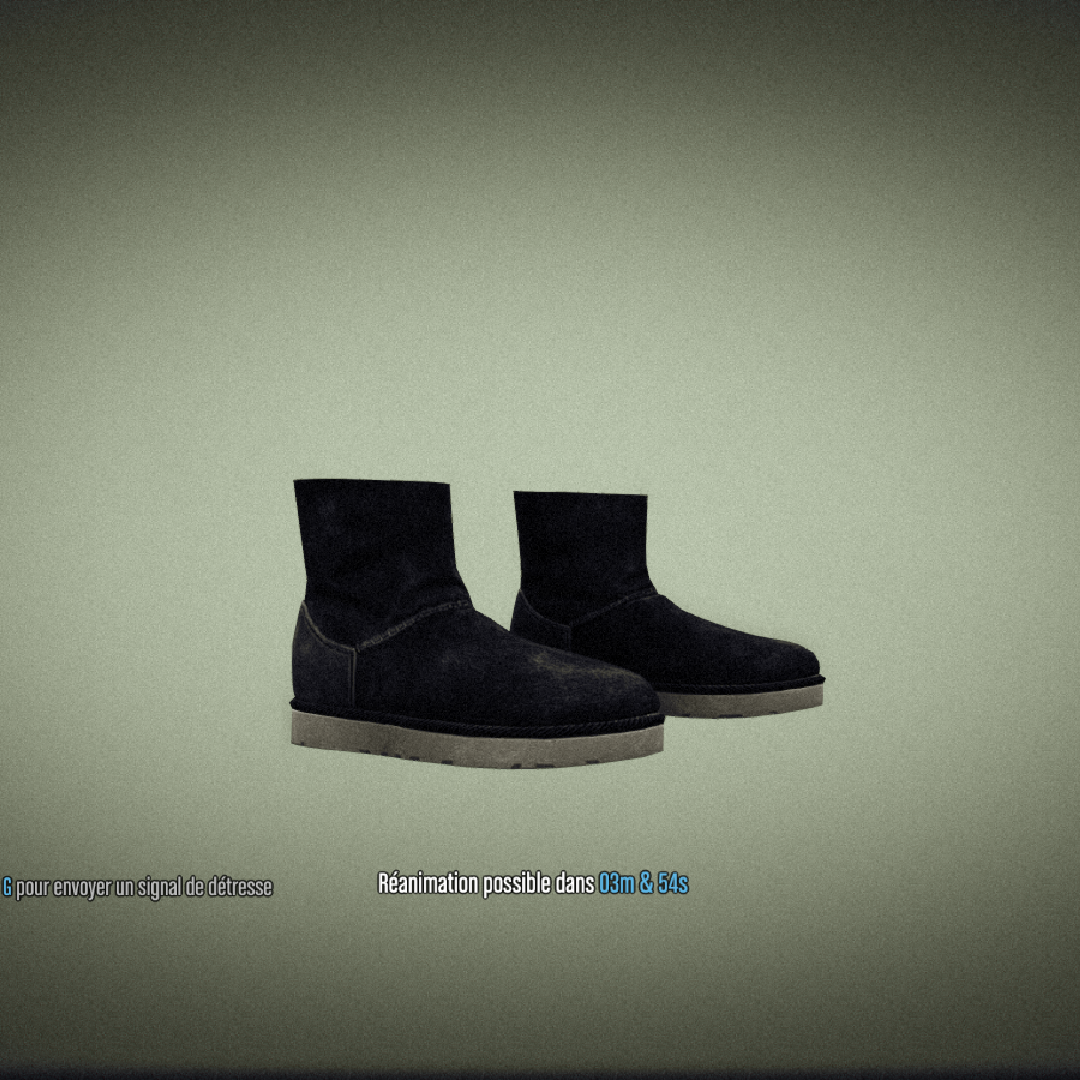 G pour envoyer un signal de détresse
Réanimation possible dans 03m & 54s